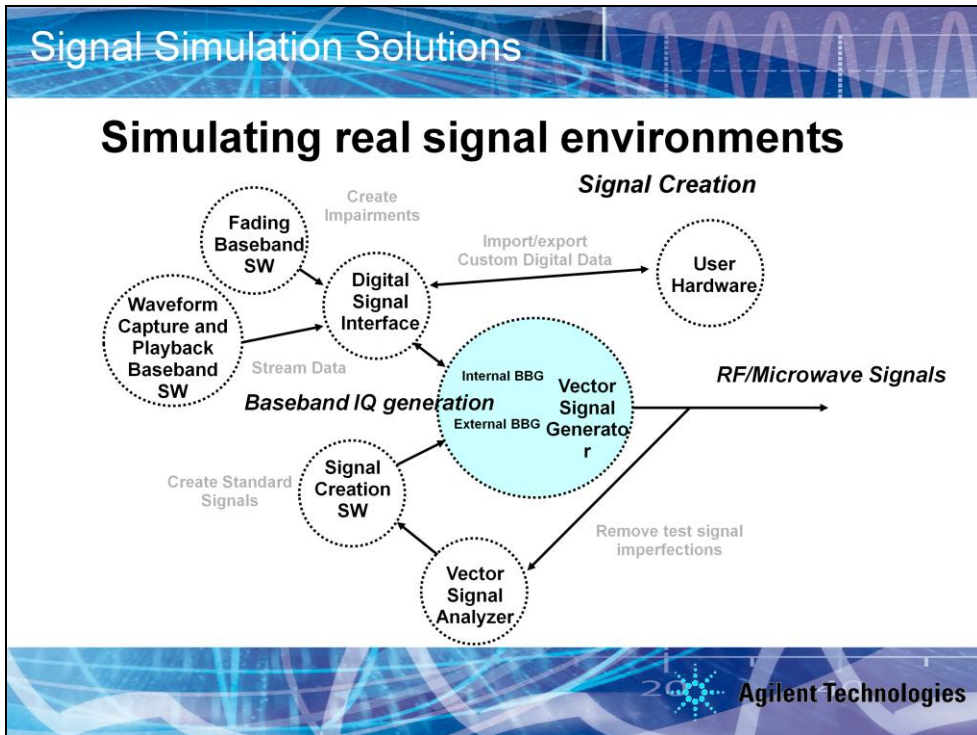 Signal Simulation Solutions
Simulating real signal environments
Signal Creation
Create
Impairments
Fading
Baseband
SW
Import/export
Custom Digital Data
User
Hardware
Digital
Signal
Interface
Waveform
Capture and
Playback
Baseband
SW
Stream Data
Baseband IQ generation
Internal BBG
External BBG
Vector
Signal
Generato
r
RF/Microwave Signals
Create Standard
Signals
Signal
Creation
SW
Remove test signal
imperfections
Vector
Signal
Analyzer
Agilent Technologies